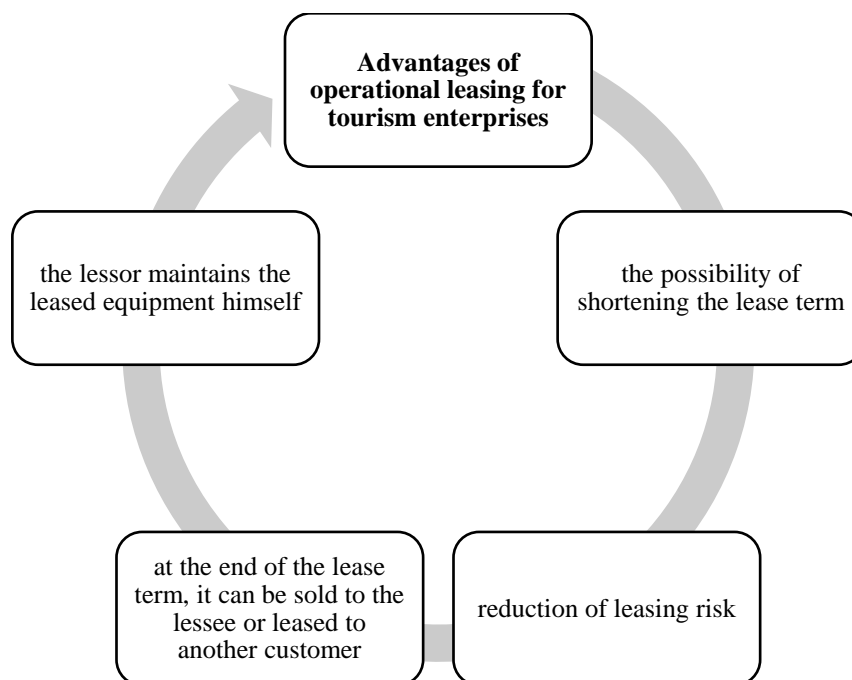 Advantages of
operational leasing for
tourism enterprises
the possibility of
shortening the lease term
reduction of leasing risk
at the end of the lease
term, it can be sold to the
lessee or leased to
another customer
the lessor maintains the
leased equipment himself